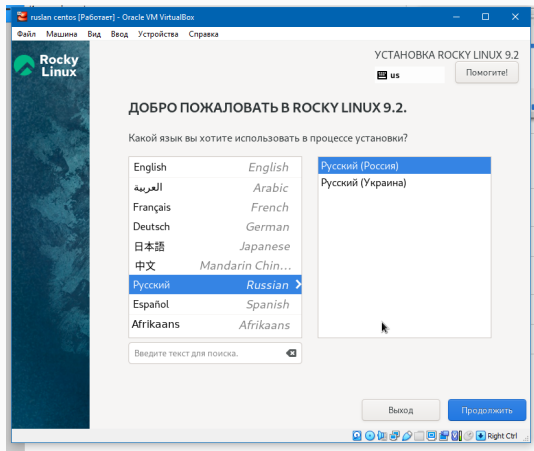 ruslan centos [Работает] - Oracle VM VirtualBox
Файл Машина Вид Ввод Устройства Справка
Rocky Linux
УСТАНОВКА ROCKY LINUX 9.2
us
Помогите!
ДОБРО ПОЖАЛОВАТЬ В ROCKY LINUX 9.2.
Какой язык вы хотите использовать в процессе установки?
English English
العربية Arabic
Français French
Deutsch German
日本語 Japanese
中文 Mandarin Chin...
Русский Russian
Español Spanish
Afrikaans Afrikaans
Русский (Россия)
Русский (Украина)
Введите текст для поиска.
Выход
Продолжить
Right Ctrl